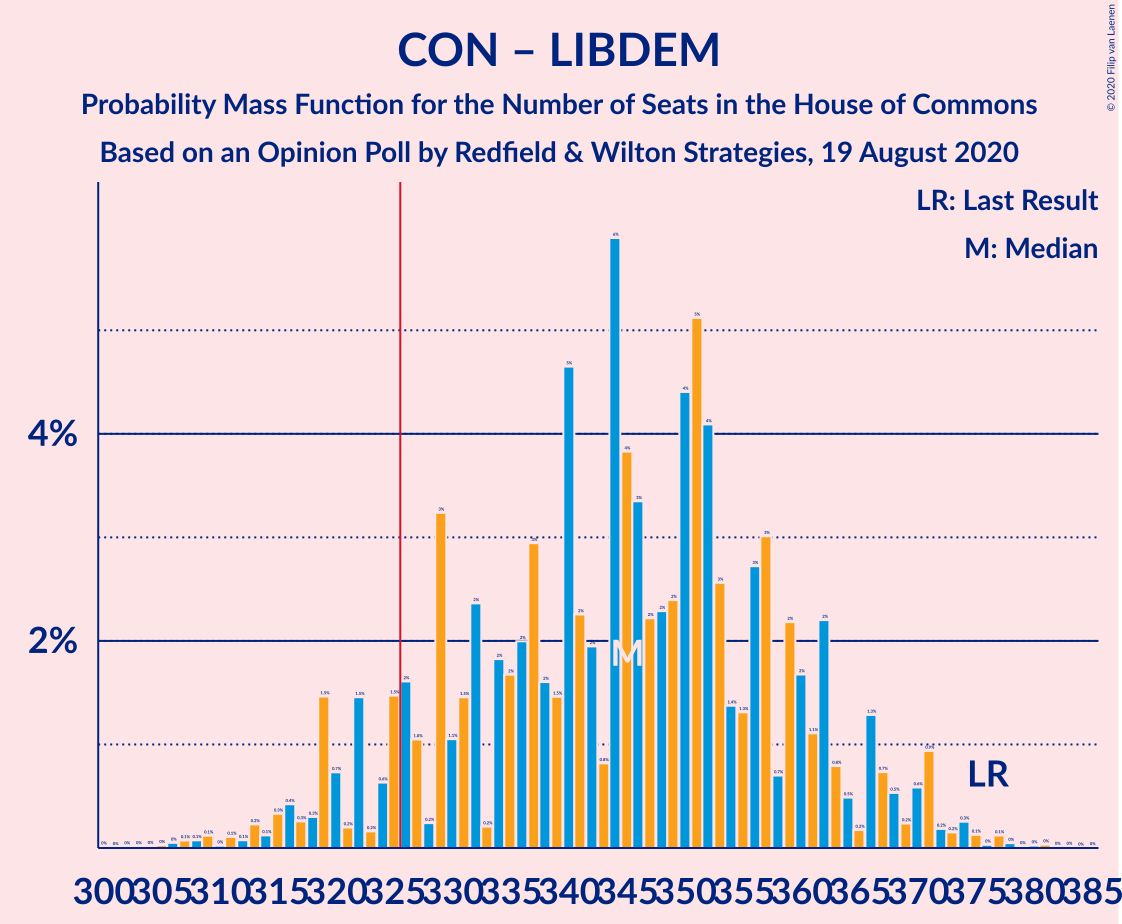 © 2020 Filip van Laenen
CON – LIBDEM
Probability Mass Function for the Number of Seats in the House of Commons
Based on an Opinion Poll by Redfield & Wilton Strategies, 19 August 2020
LR: Last Result
M: Median
4%
2%
M
LR
300 305 310 315 320 325 330 335 340 345 350 355 360 365 370 375 380 385